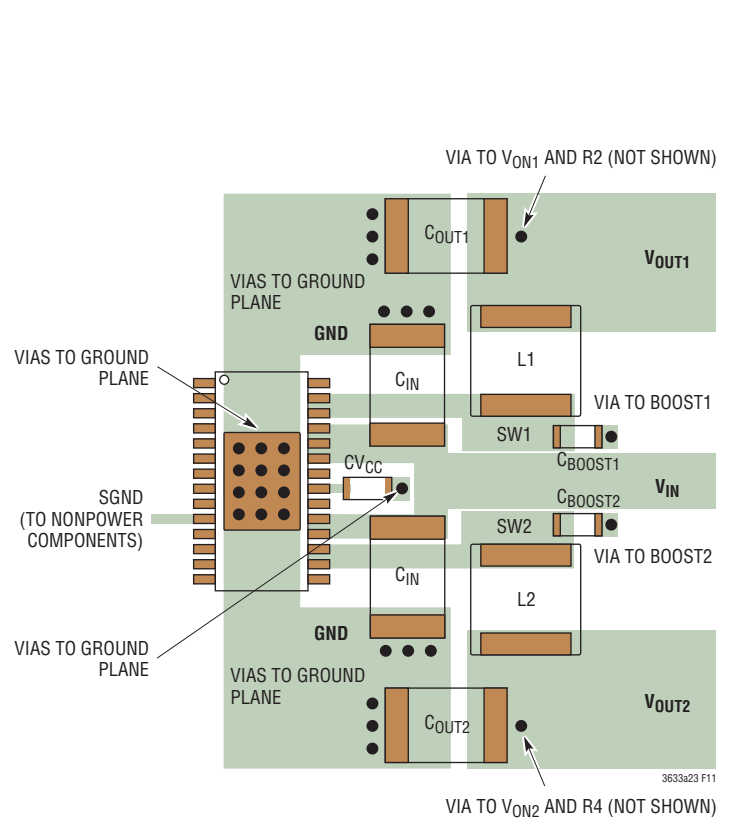 VIA TO VON1 AND R2 (NOT SHOWN)
COUT1
VOUT1
VIAS TO GROUND
PLANE
GND
L1
VIAS TO GROUND
PLANE
CIN
VIA TO BOOST1
SW1
CBOOST1
CVCC
VIN
SGND
(TO NONPOWER
COMPONENTS)
CBOOST2
SW2
VIA TO BOOST2
CIN
L2
GND
VIAS TO GROUND
PLANE
VIAS TO GROUND
PLANE
VOUT2
COUT2
3633a23 F11
VIA TO VON2 AND R4 (NOT SHOWN)